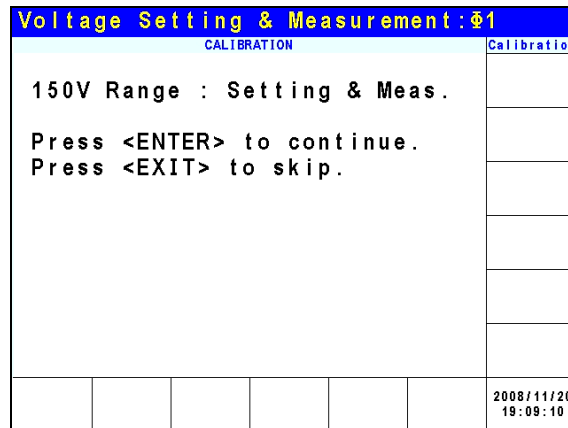 Voltage Setting & Measurement:Φ1
CALIBRATION
Calibratio
150V Range : Setting & Meas.
Press <ENTER> to continue.
Press <EXIT> to skip.
2008/11/20
19:09:10